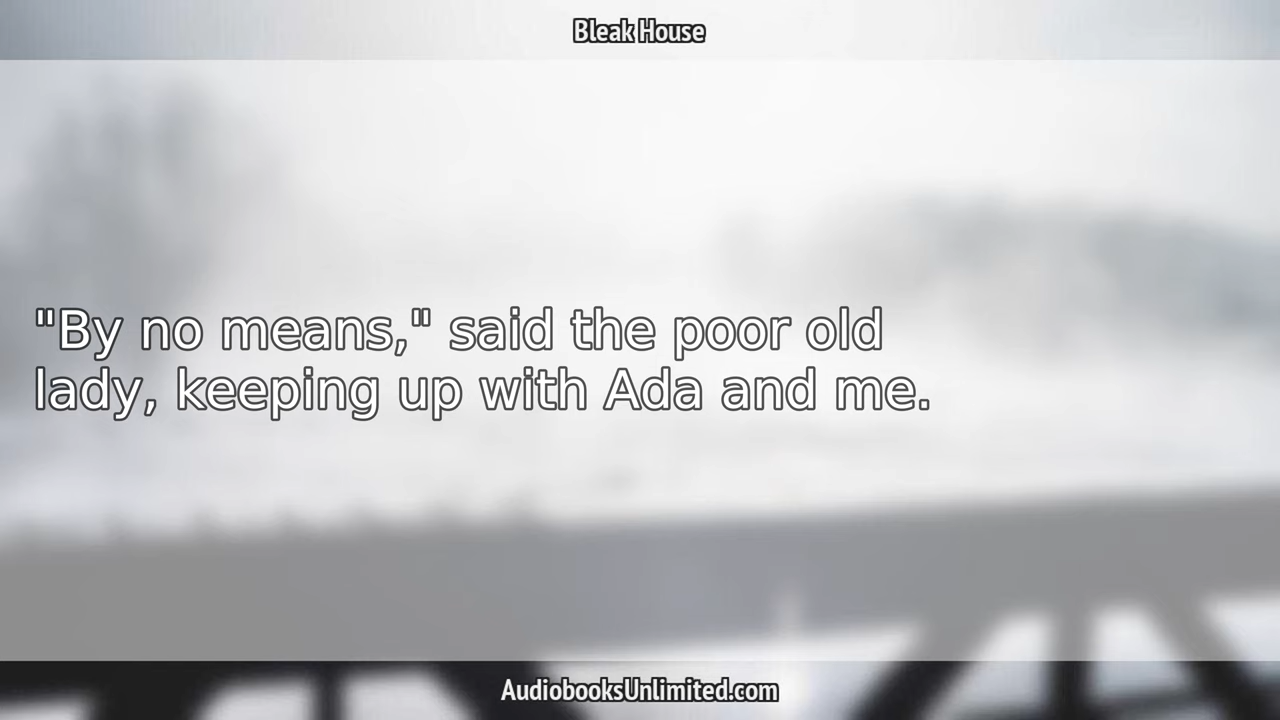 Bleak House
"By no means," said the poor old
lady, keeping up with Ada and me.
AudiobooksUnlimited.com